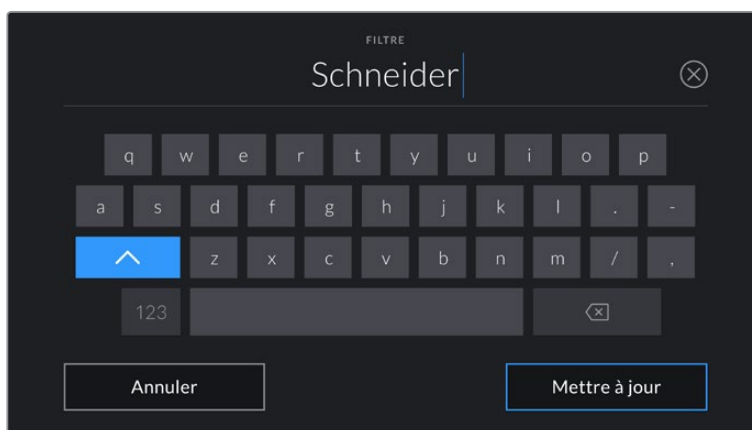 FILTRE
Schneider
q w e r t y u i o p
a s d f g h j k l . -
z x c v b n m / ,
123
Annuler Mettre à jour